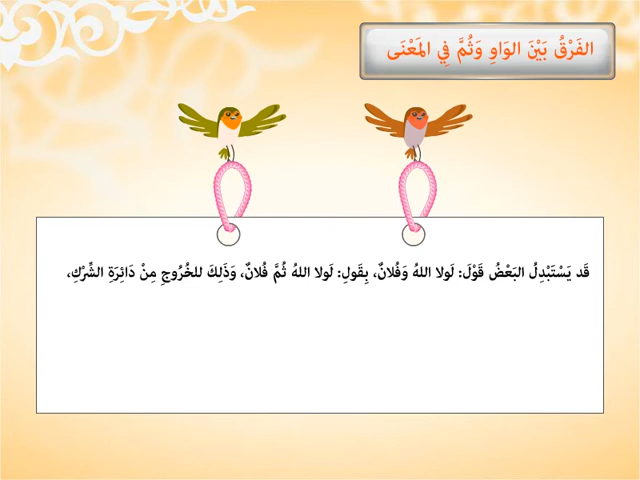 الفَرْقُ بَيْنَ الوَاوِ وَثُمَّ فِي المَعْنَى
قَد يَسْتَبْدِلُ البَعْضُ قَوْلَ: لَولا اللهُ وَفُلانٌ، بِقَولِ: لَولا اللهُ ثُمَّ فُلانٌ، وَذَلِكَ للخُرُوجِ مِنْ دَائِرَةِ الشِّرْكِ،